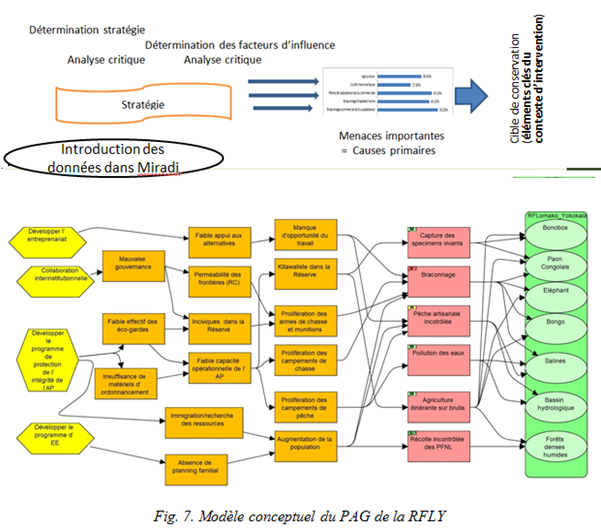 Détermination stratégie
Détermination des facteurs d'influence
Analyse critique
Analyse critique
Stratégie
Menaces importantes
= Causes primaires
Cible de conservation
(éléments clés du
contexte d'intervention)
Introduction des
données dans Miradi
Développer l'
entreprenariat
Collaboration
interinstitutionnelle
Développer
le
programme
de
protection
de l'
intégrité de
l'AP
Développer le
programme d'
EE
Mauvaise
gouvernance
Faible effectif des
éco-gardes
Insuffisance de
matériels d'
ordonnancement
Immigration/recherche
des ressources
Absence de
planning familial
Faible appui aux
alternatives
Perméabilité des
frontières (RC)
Inciviques dans la
Réserve
Faible capacité
opérationnelle de l'
AP
Manque
d'opportunité du
travail
Kitawaliste dans la
Réserve
Prolifération des
armes de chasse
et munitions
Prolifération des
campements de
chasse
Prolifération des
campements de
pêche
Augmentation de la
population
Capture des
specimens vivants
Braconnage
Pêche artisanale
incotrôlée
Pollution des eaux
Agriculture
itinérante sur brulis
Récolte incontrôlée
des PFNL
RFLomako_Yokokala
Bonobos
Paon
Congolais
Eléphant
Bongo
Salines
Bassin
hydrologique
Forêts
denses
humides
Fig. 7. Modèle conceptuel du PAG de la RFLY